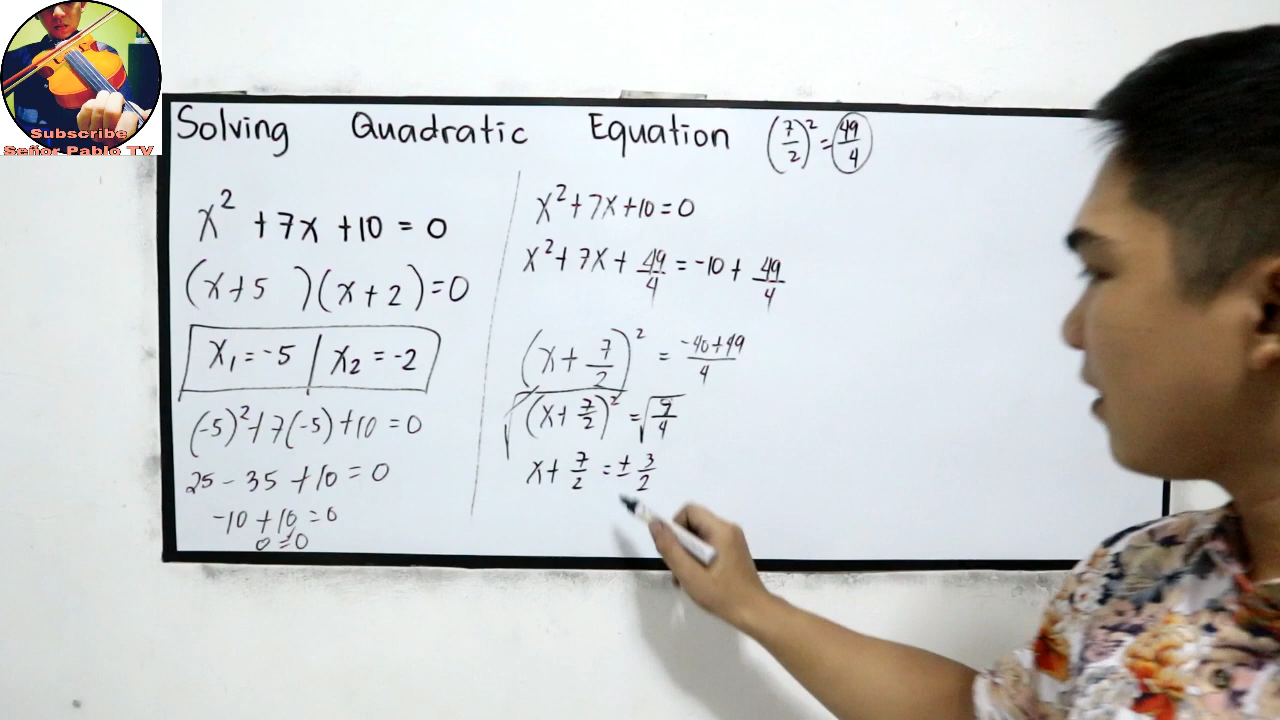 Subscribe
Señor Pablo TV
Solving Quadratic Equation (7/2)² = 49/4
x² + 7x + 10 = 0
(x + 5 )(x + 2) = 0
x₁ = -5 | x₂ = -2
(-5)² + 7(-5) + 10 = 0
25 - 35 + 10 = 0
-10 + 10 = 0
0 = 0
x² + 7x + 10 = 0
x² + 7x + 49/4 = -10 + 49/4
(x + 7/2)² = -40+49/4
√(x + 7/2)² = √9/4
x + 7/2 = ± 3/2